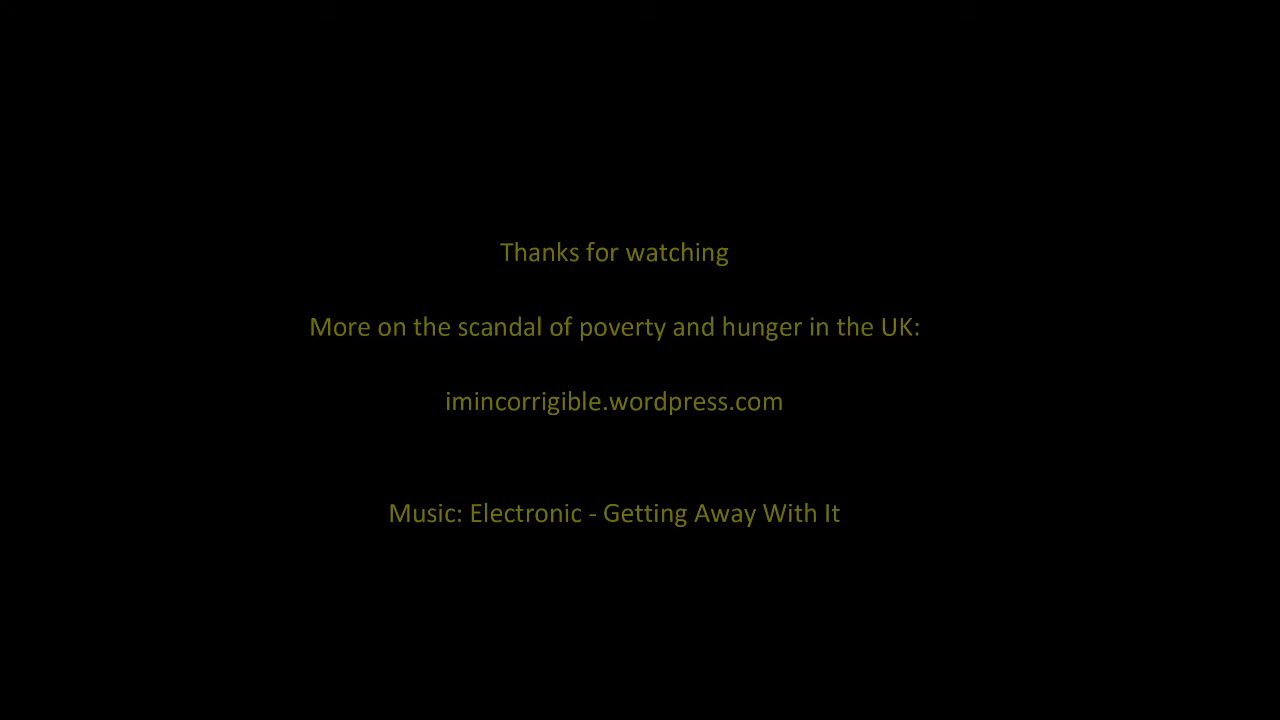 Thanks for watching
More on the scandal of poverty and hunger in the UK:
imincorrigible.wordpress.com
Music: Electronic - Getting Away With It